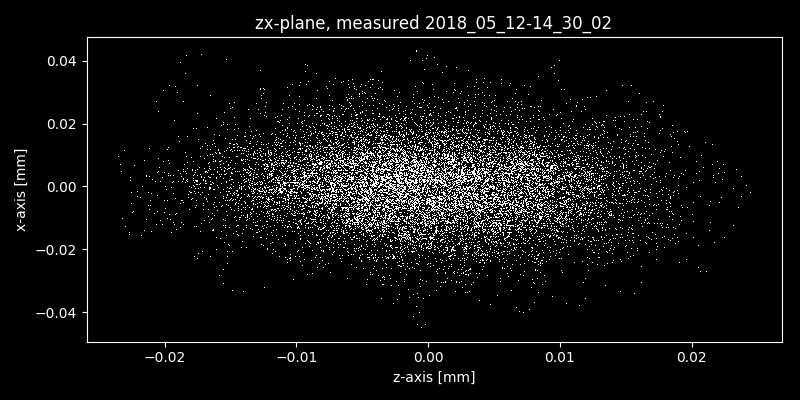 zx-plane, measured 2018_05_12-14_30_02
0.04
0.02
0.00
−0.02
−0.04
x-axis [mm]
−0.02 −0.01 0.00 0.01 0.02
z-axis [mm]